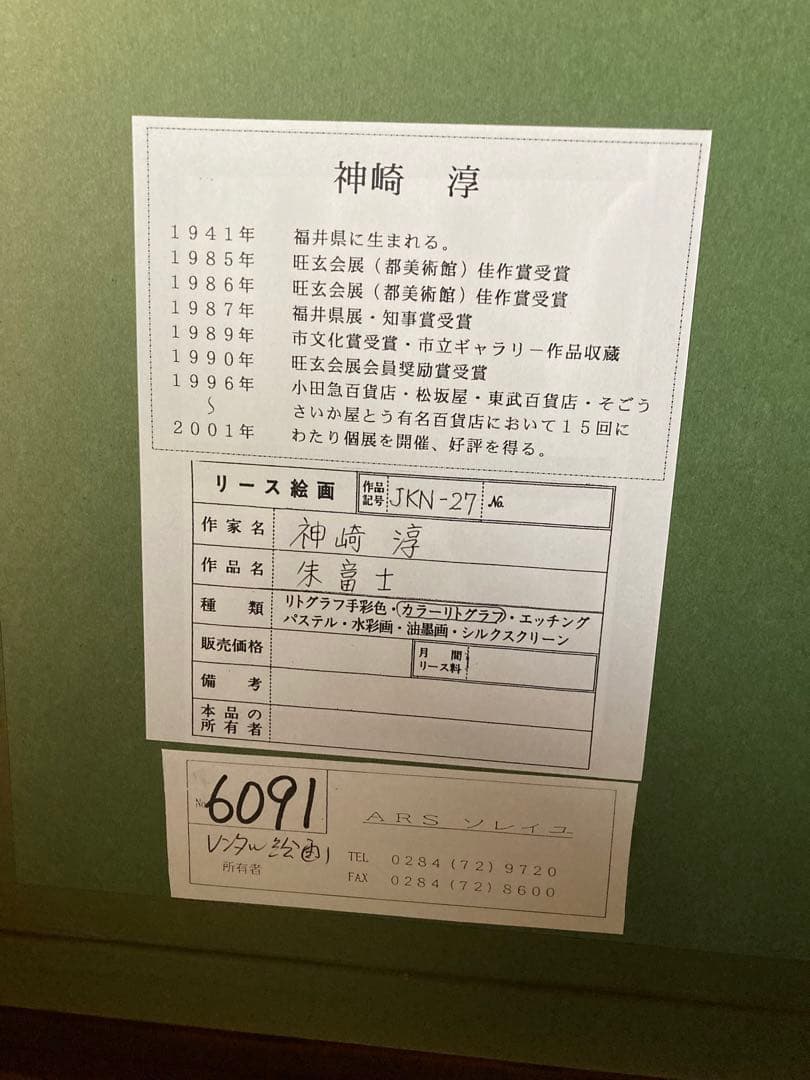 神崎 淳
1941年 福井県に生まれる。
1985年 旺玄会展（都美術館）佳作賞受賞
1986年 旺玄会展（都美術館）佳作賞受賞
1987年 福井県展・知事賞受賞
1989年 市文化賞受賞・市立ギャラリー作品収蔵
1990年 旺玄会展会員奨励賞受賞
1996年 小田急百貨店・松坂屋・東武百貨店・そごう
〜 さいか屋とう有名百貨店において15回に
2001年 わたり個展を開催、好評を得る。
リース絵画 作品記号 JKN-27 No.
作家名 神崎 淳
作品名 朱富士
種類 リトグラフ手彩色・カラーリトグラフ・エッチング
パステル・水彩画・油墨画・シルクスクリーン
販売価格 月間リース料
備考
本品の
所有者
No. 6091
ARS ソレイユ
レンタル絵画
所有者
TEL 0284(72)9720
FAX 0284(72)8600